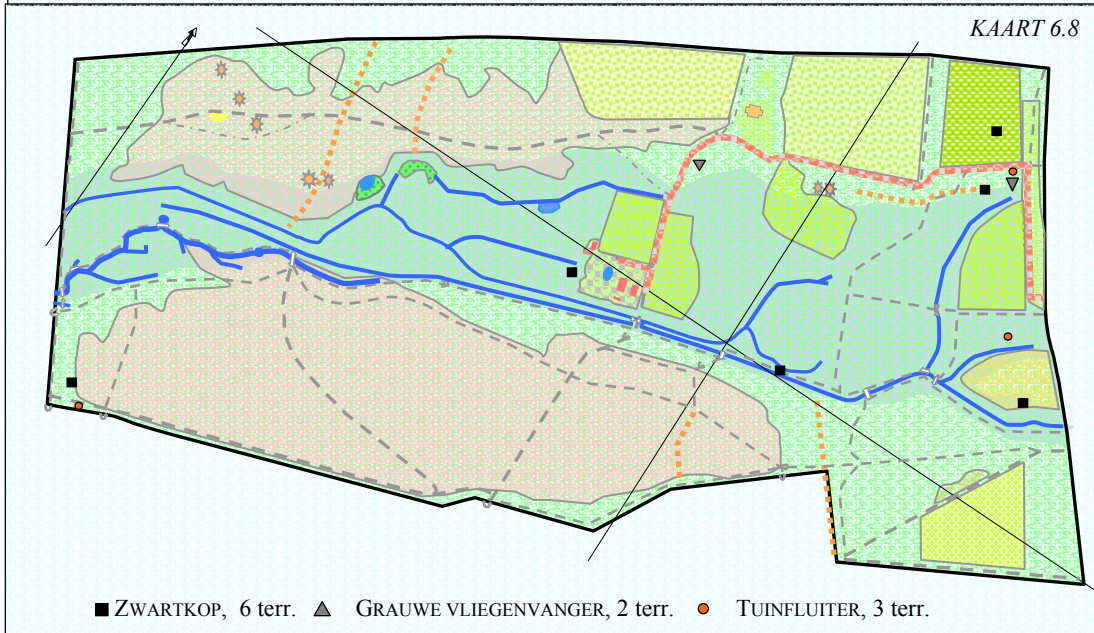 KAART 6.8
■ ZWARTKOP, 6 terr. ▲ GRAUWE VLIEGENVANGER, 2 terr. ● TUINFLUITER, 3 terr.